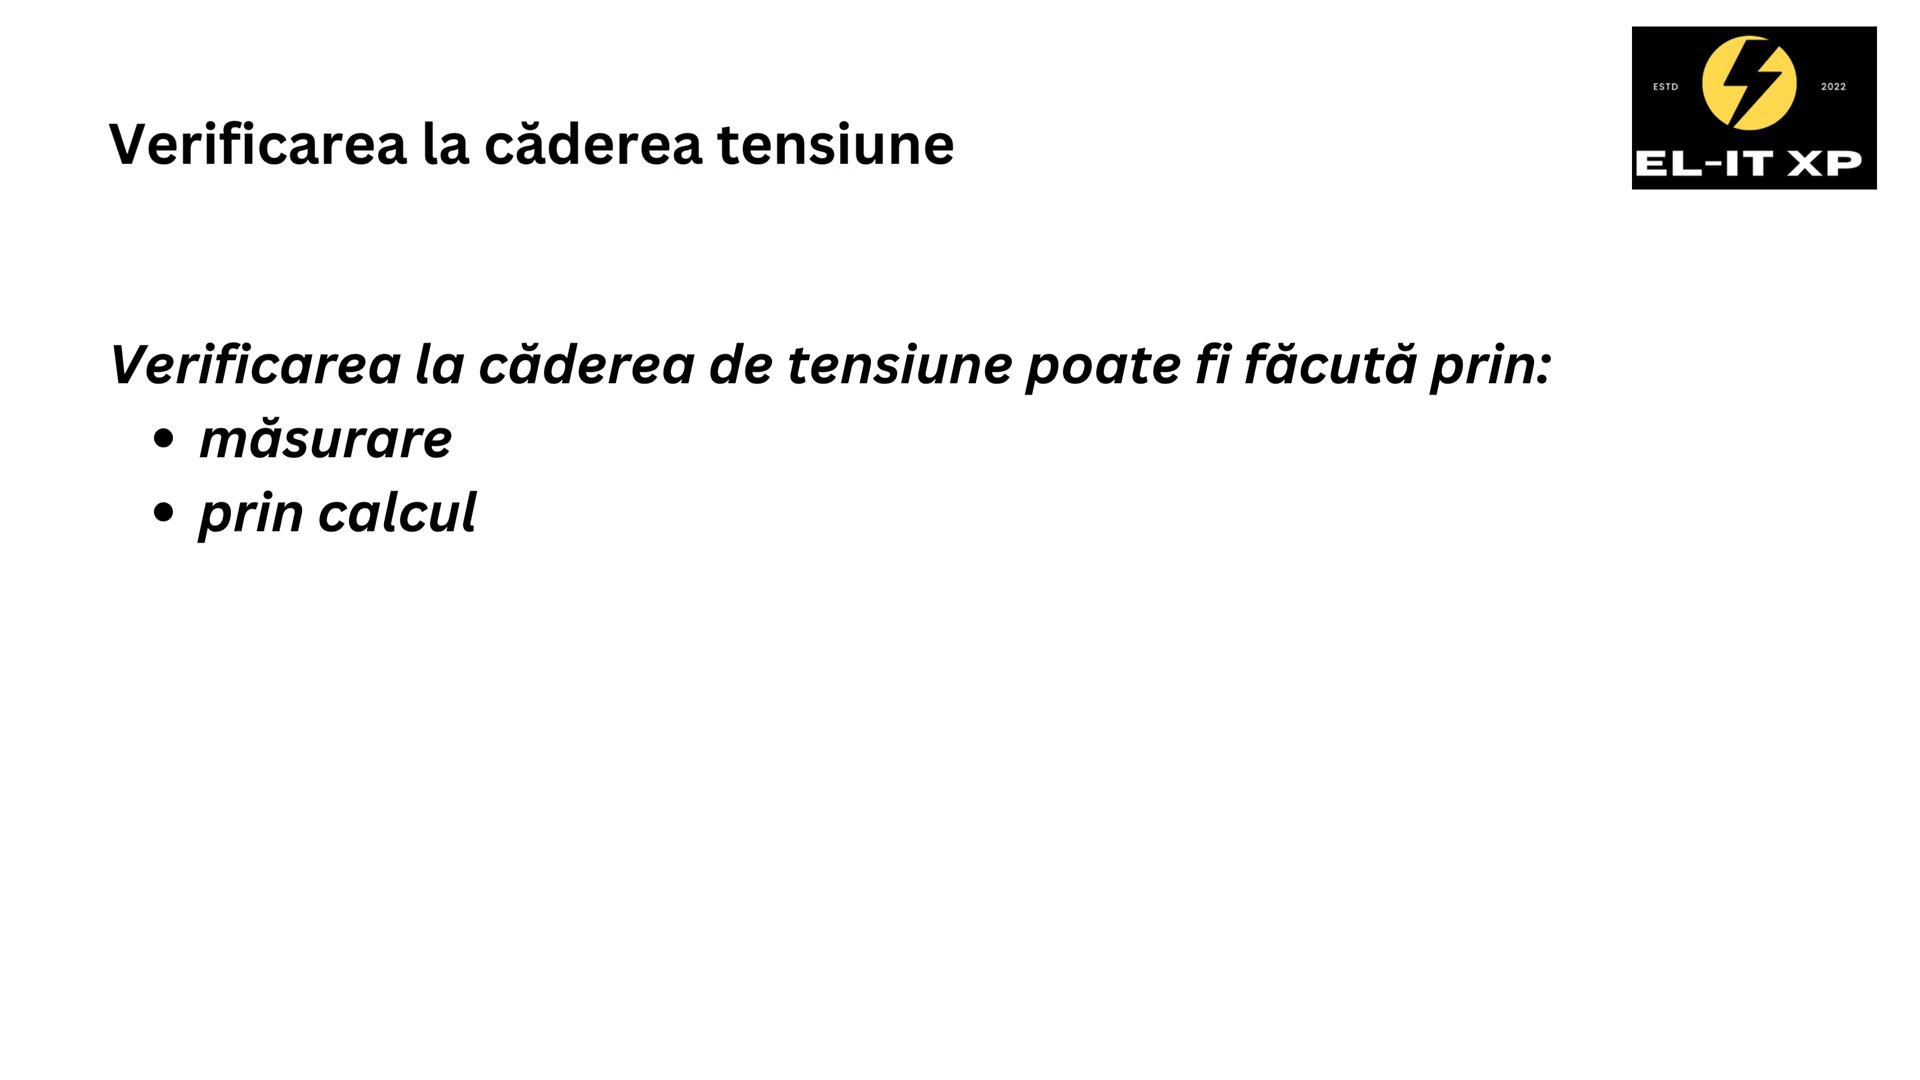 ESTD 2022
EL-IT XP
Verificarea la căderea tensiune
Verificarea la căderea de tensiune poate fi făcută prin:
• măsurare
• prin calcul